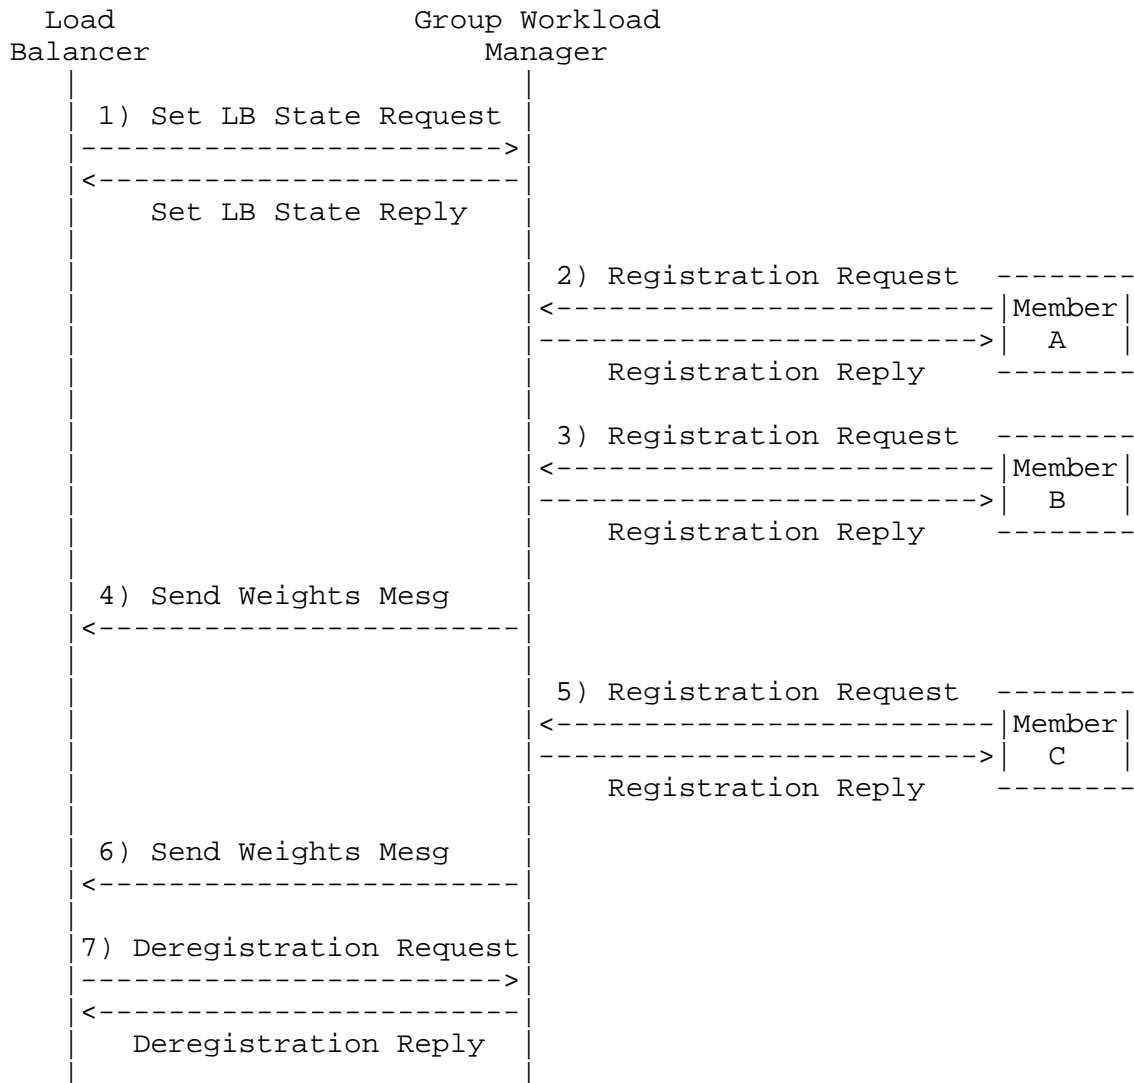 Load Group Workload
Balancer Manager
1) Set LB State Request
Set LB State Reply
2) Registration Request
Member
A
Registration Reply
3) Registration Request
Member
B
Registration Reply
4) Send Weights Mesg
5) Registration Request
Member
C
Registration Reply
6) Send Weights Mesg
7) Deregistration Request
Deregistration Reply